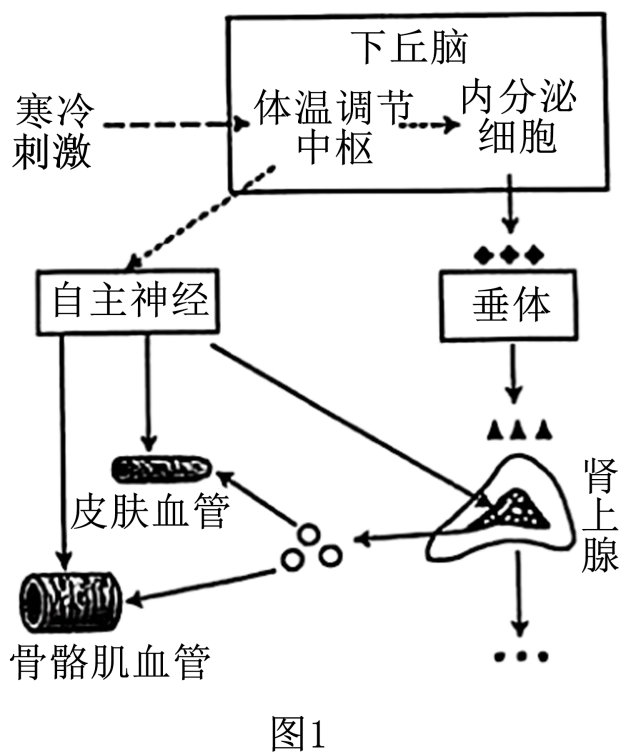 下丘脑
寒冷
刺激
体温调节
中枢
内分泌
细胞
自主神经
垂体
肾上腺
皮肤血管
骨骼肌血管
图1